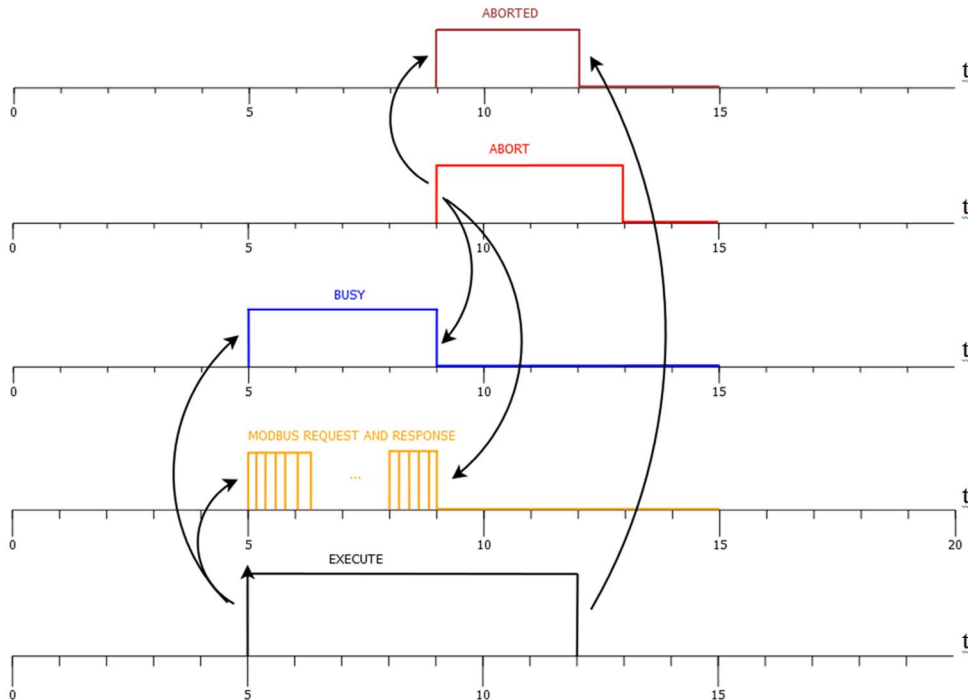 ABORTED
t
0 5 10 15
ABORT
t
0 5 10 15
BUSY
t
0 5 10 15
MODBUS REQUEST AND RESPONSE
...
t
0 5 10 15 20
EXECUTE
t
0 5 10 15